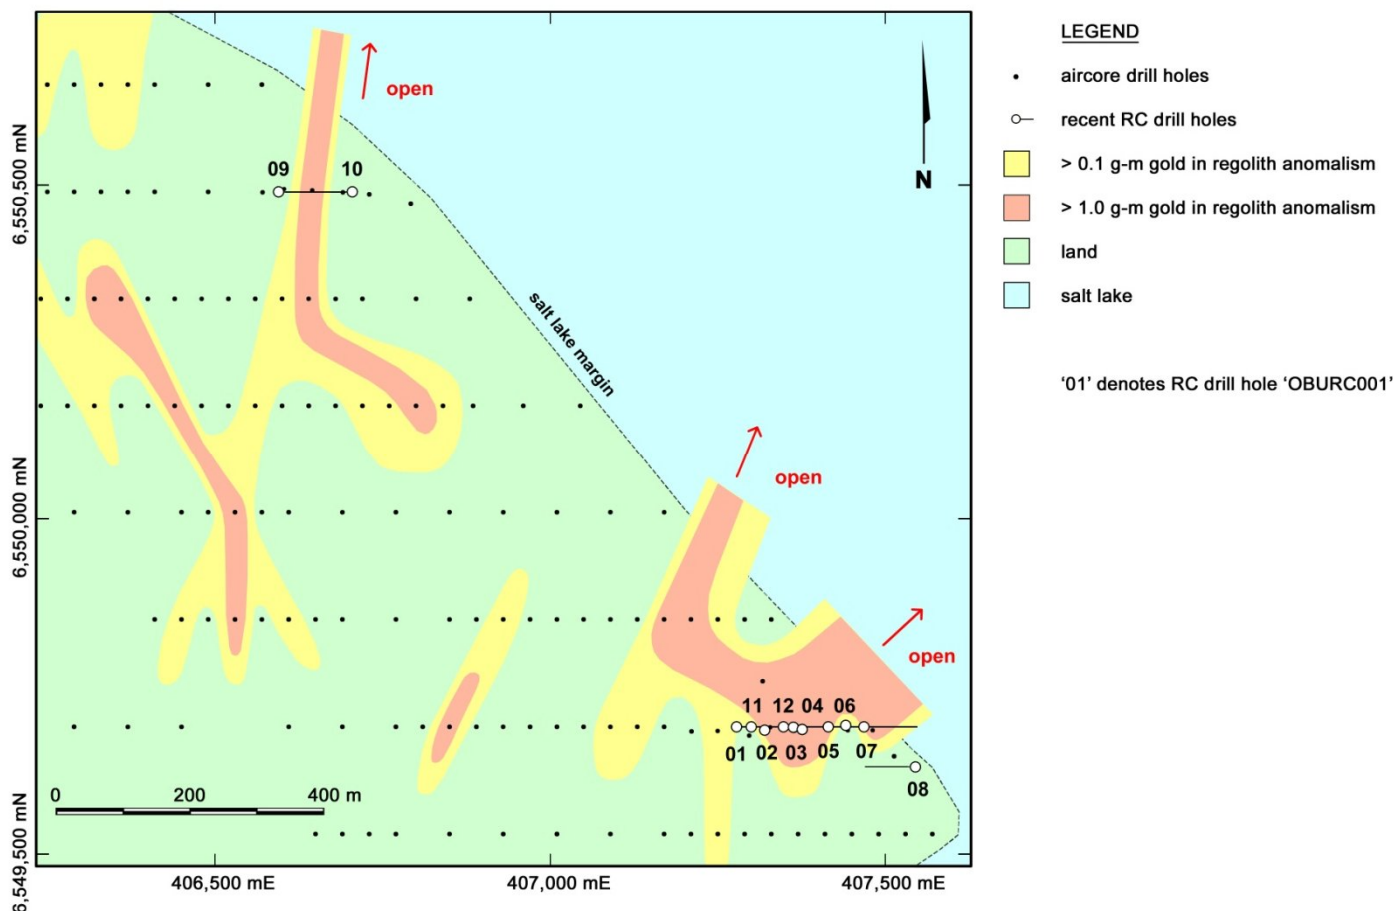 LEGEND
aircore drill holes
recent RC drill holes
> 0.1 g-m gold in regolith anomalism
> 1.0 g-m gold in regolith anomalism
land
salt lake
‘01’ denotes RC drill hole ‘OBURC001’
open
N
09 10
6,550,500 mN
salt lake margin
open
6,550,000 mN
open
11 12 04 06
01 02 03 05 07
08
0 200 400 m
6,549,500 mN
406,500 mE 407,000 mE 407,500 mE